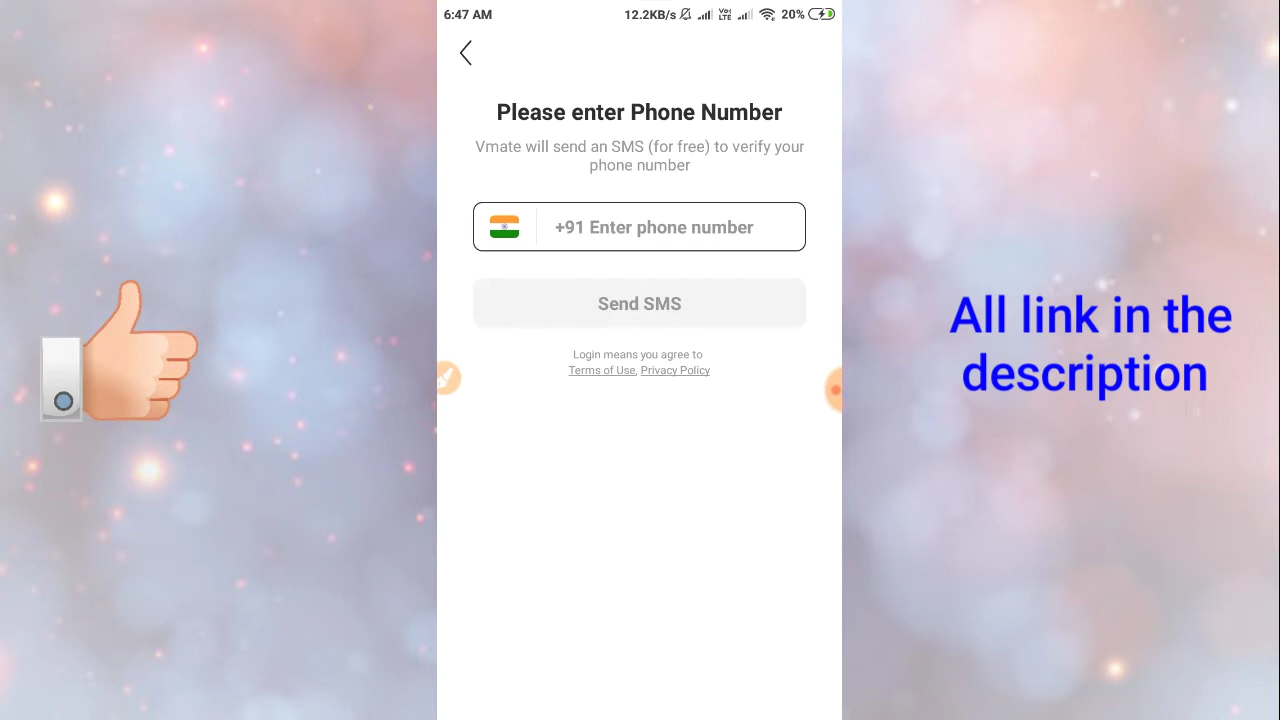 6:47 AM 12.2KB/s Vo LTE 20%
Please enter Phone Number
Vmate will send an SMS (for free) to verify your
phone number
+91 Enter phone number
Send SMS
Login means you agree to
Terms of Use, Privacy Policy
All link in the
description